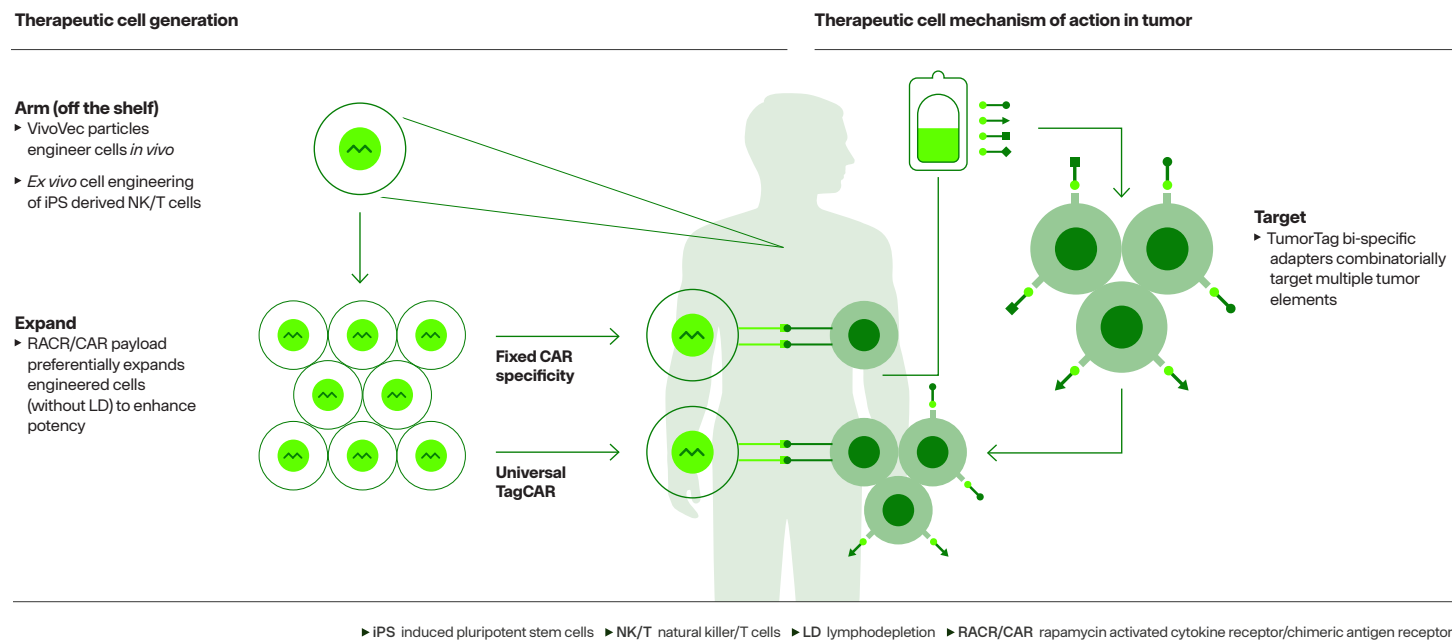 Therapeutic cell generation
Therapeutic cell mechanism of action in tumor
Arm (off the shelf)
▸ VivoVec particles
engineer cells in vivo
▸ Ex vivo cell engineering
of iPS derived NK/T cells
Expand
▸ RACR/CAR payload
preferentially expands
engineered cells
(without LD) to enhance
potency
Fixed CAR
specificity
Universal
TagCAR
Target
▸ TumorTag bi-specific
adapters combinatorially
target multiple tumor
elements
▸ iPS induced pluripotent stem cells ▸ NK/T natural killer/T cells ▸ LD lymphodepletion ▸ RACR/CAR rapamycin activated cytokine receptor/chimeric antigen receptor